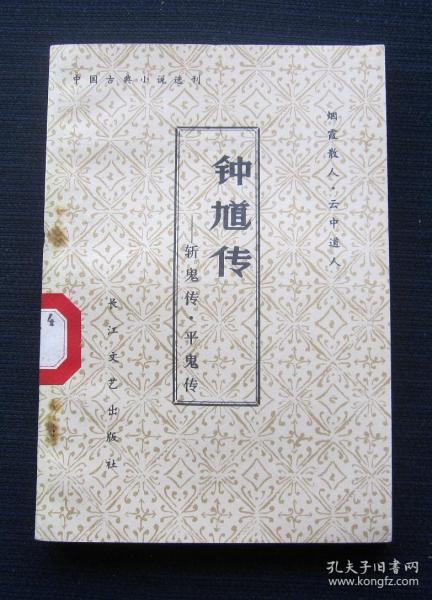 中国古典小说选刊
烟霞散人·云中道人
钟馗传
——斩鬼传·平鬼传
长江文艺出版社
4
孔夫子旧书网
www.kongfz.com